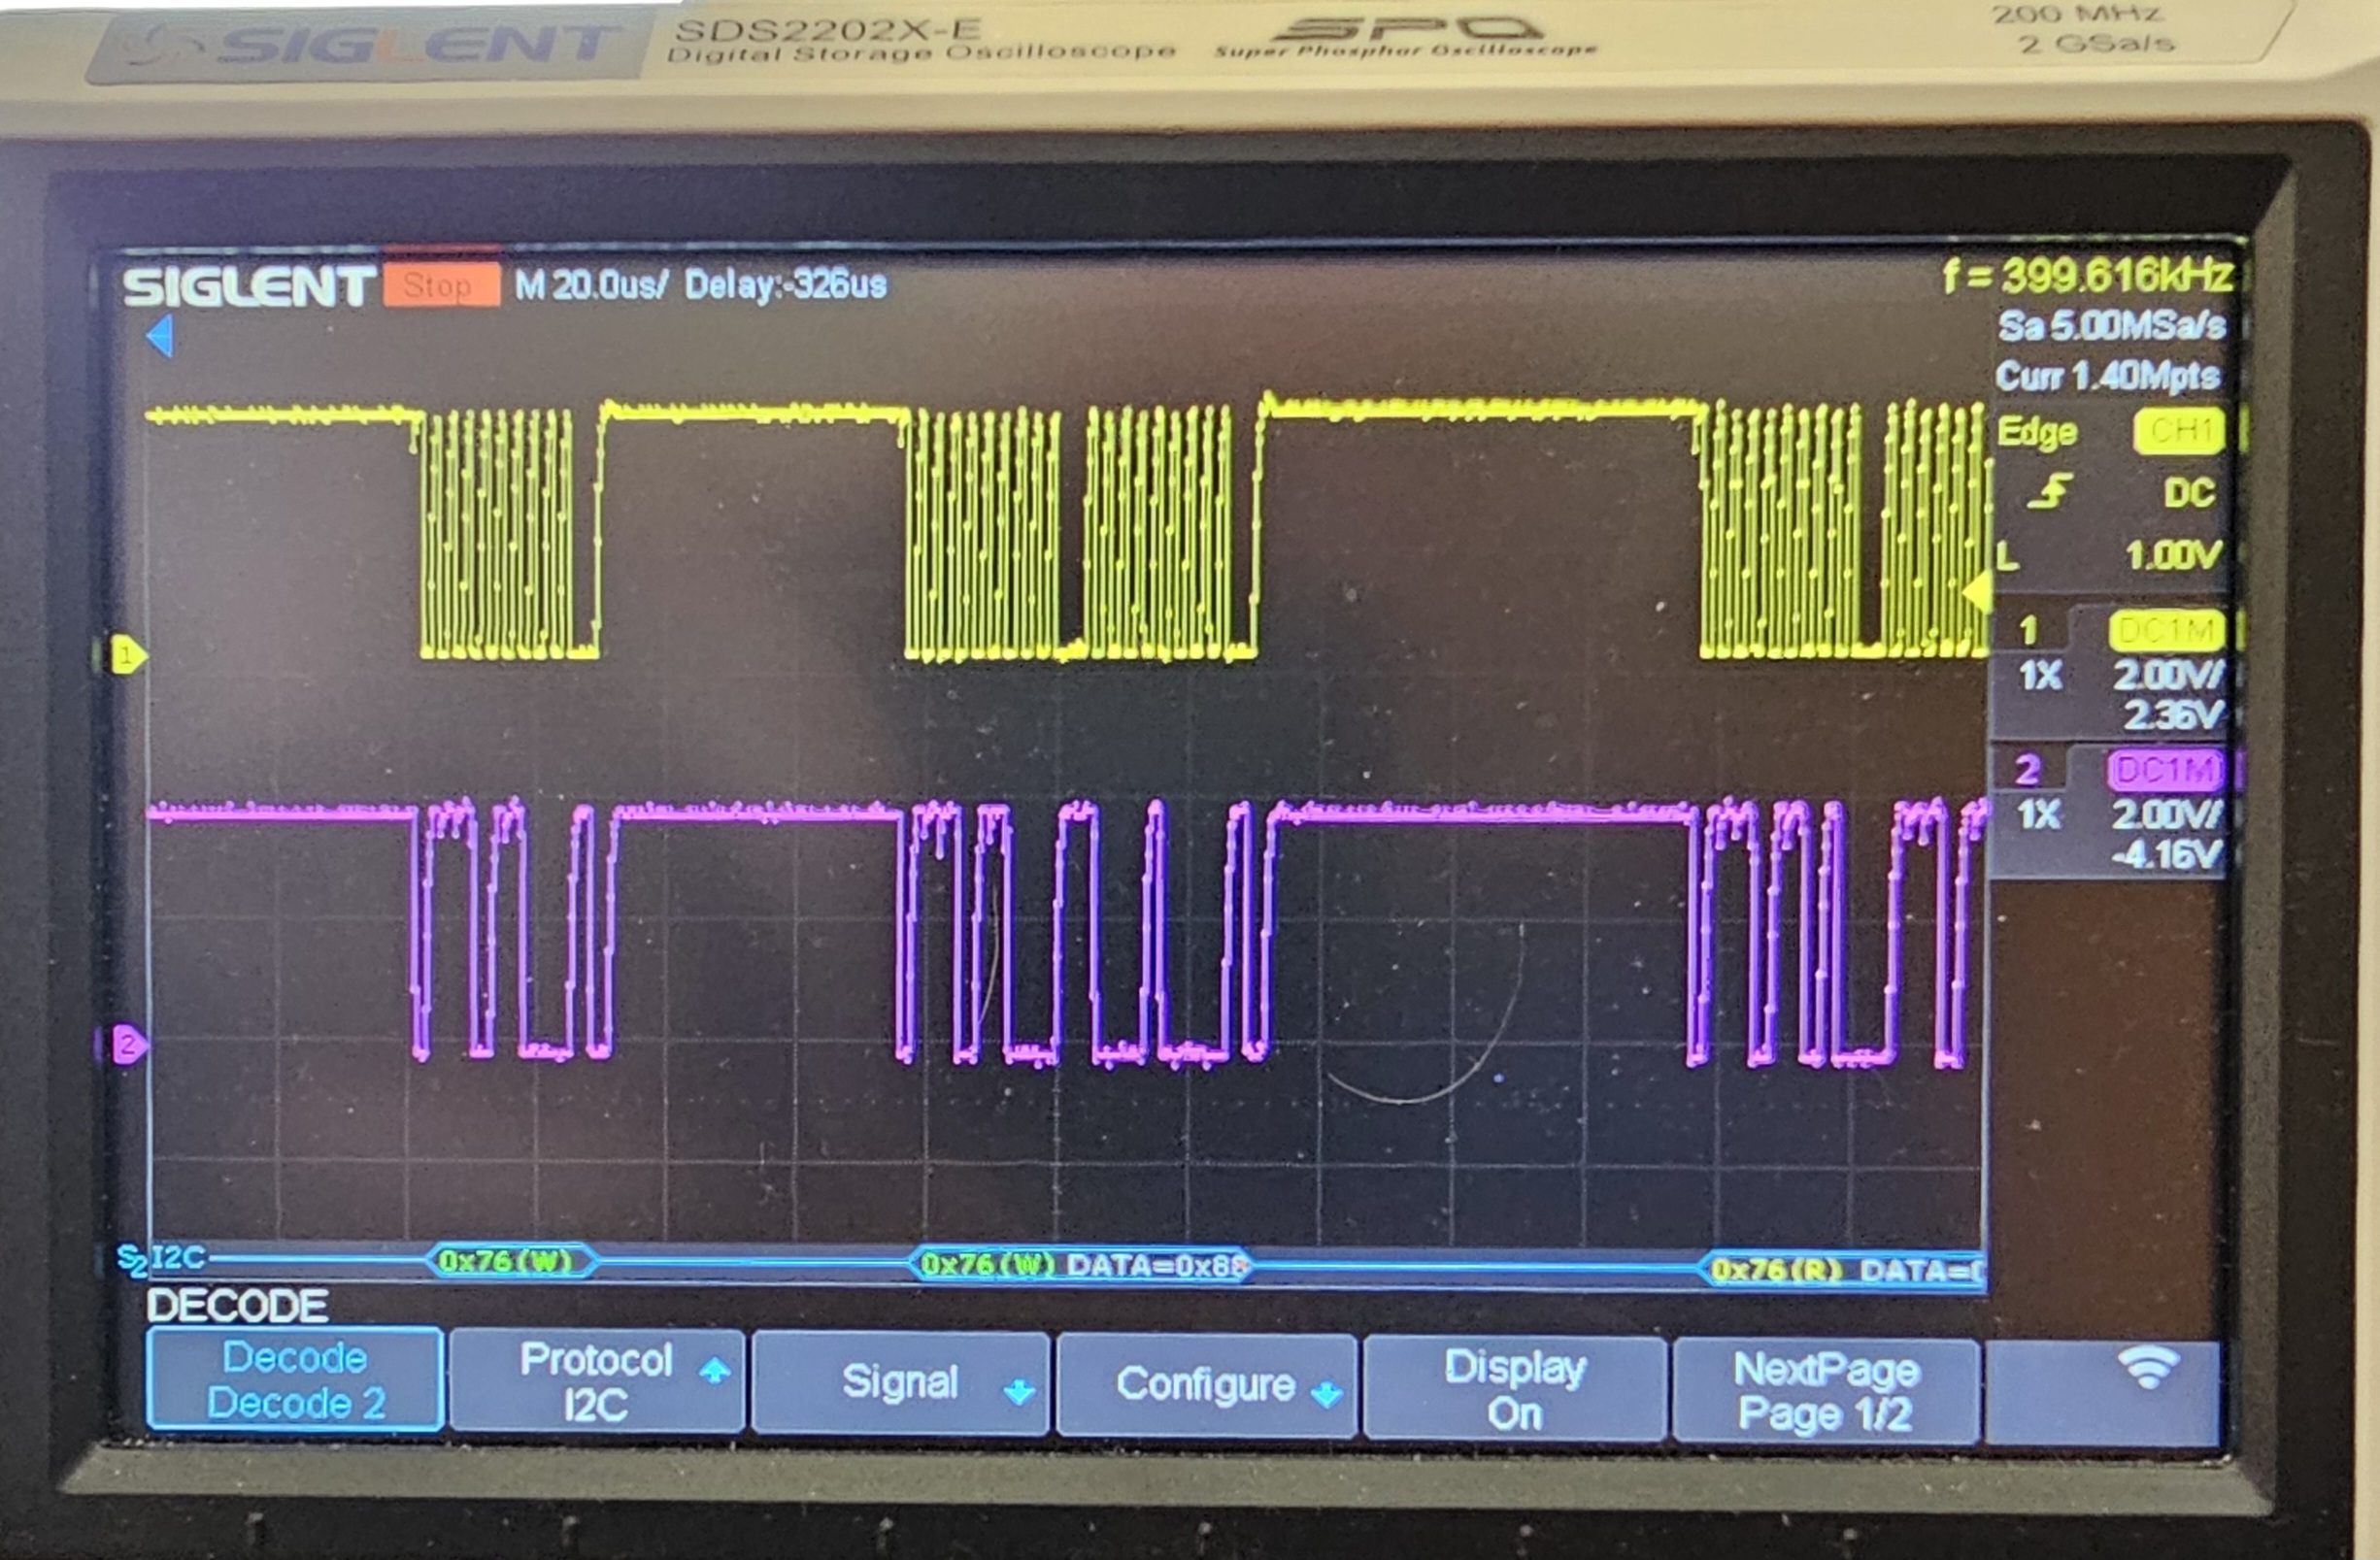 SIGLENT SDS2202X-E
Digital Storage Oscilloscope
SPO
Super Phosphor Oscilloscope
200 MHz
2 GSa/s
SIGLENT Stop M 20.0us/ Delay:-326us
f = 399.616kHz
Sa 5.00MSa/s
Curr 1.40Mpts
Edge CH1
DC
L 1.00V
1 DC1M
1X 2.00V/
2.36V
2 DC1M
1X 2.00V/
-4.16V
1
2
S2 I2C 0x76(W) 0x76(W) DATA=0x88 0x76(R) DATA=
DECODE
Decode
Decode 2
Protocol
I2C
Signal
Configure
Display
On
NextPage
Page 1/2